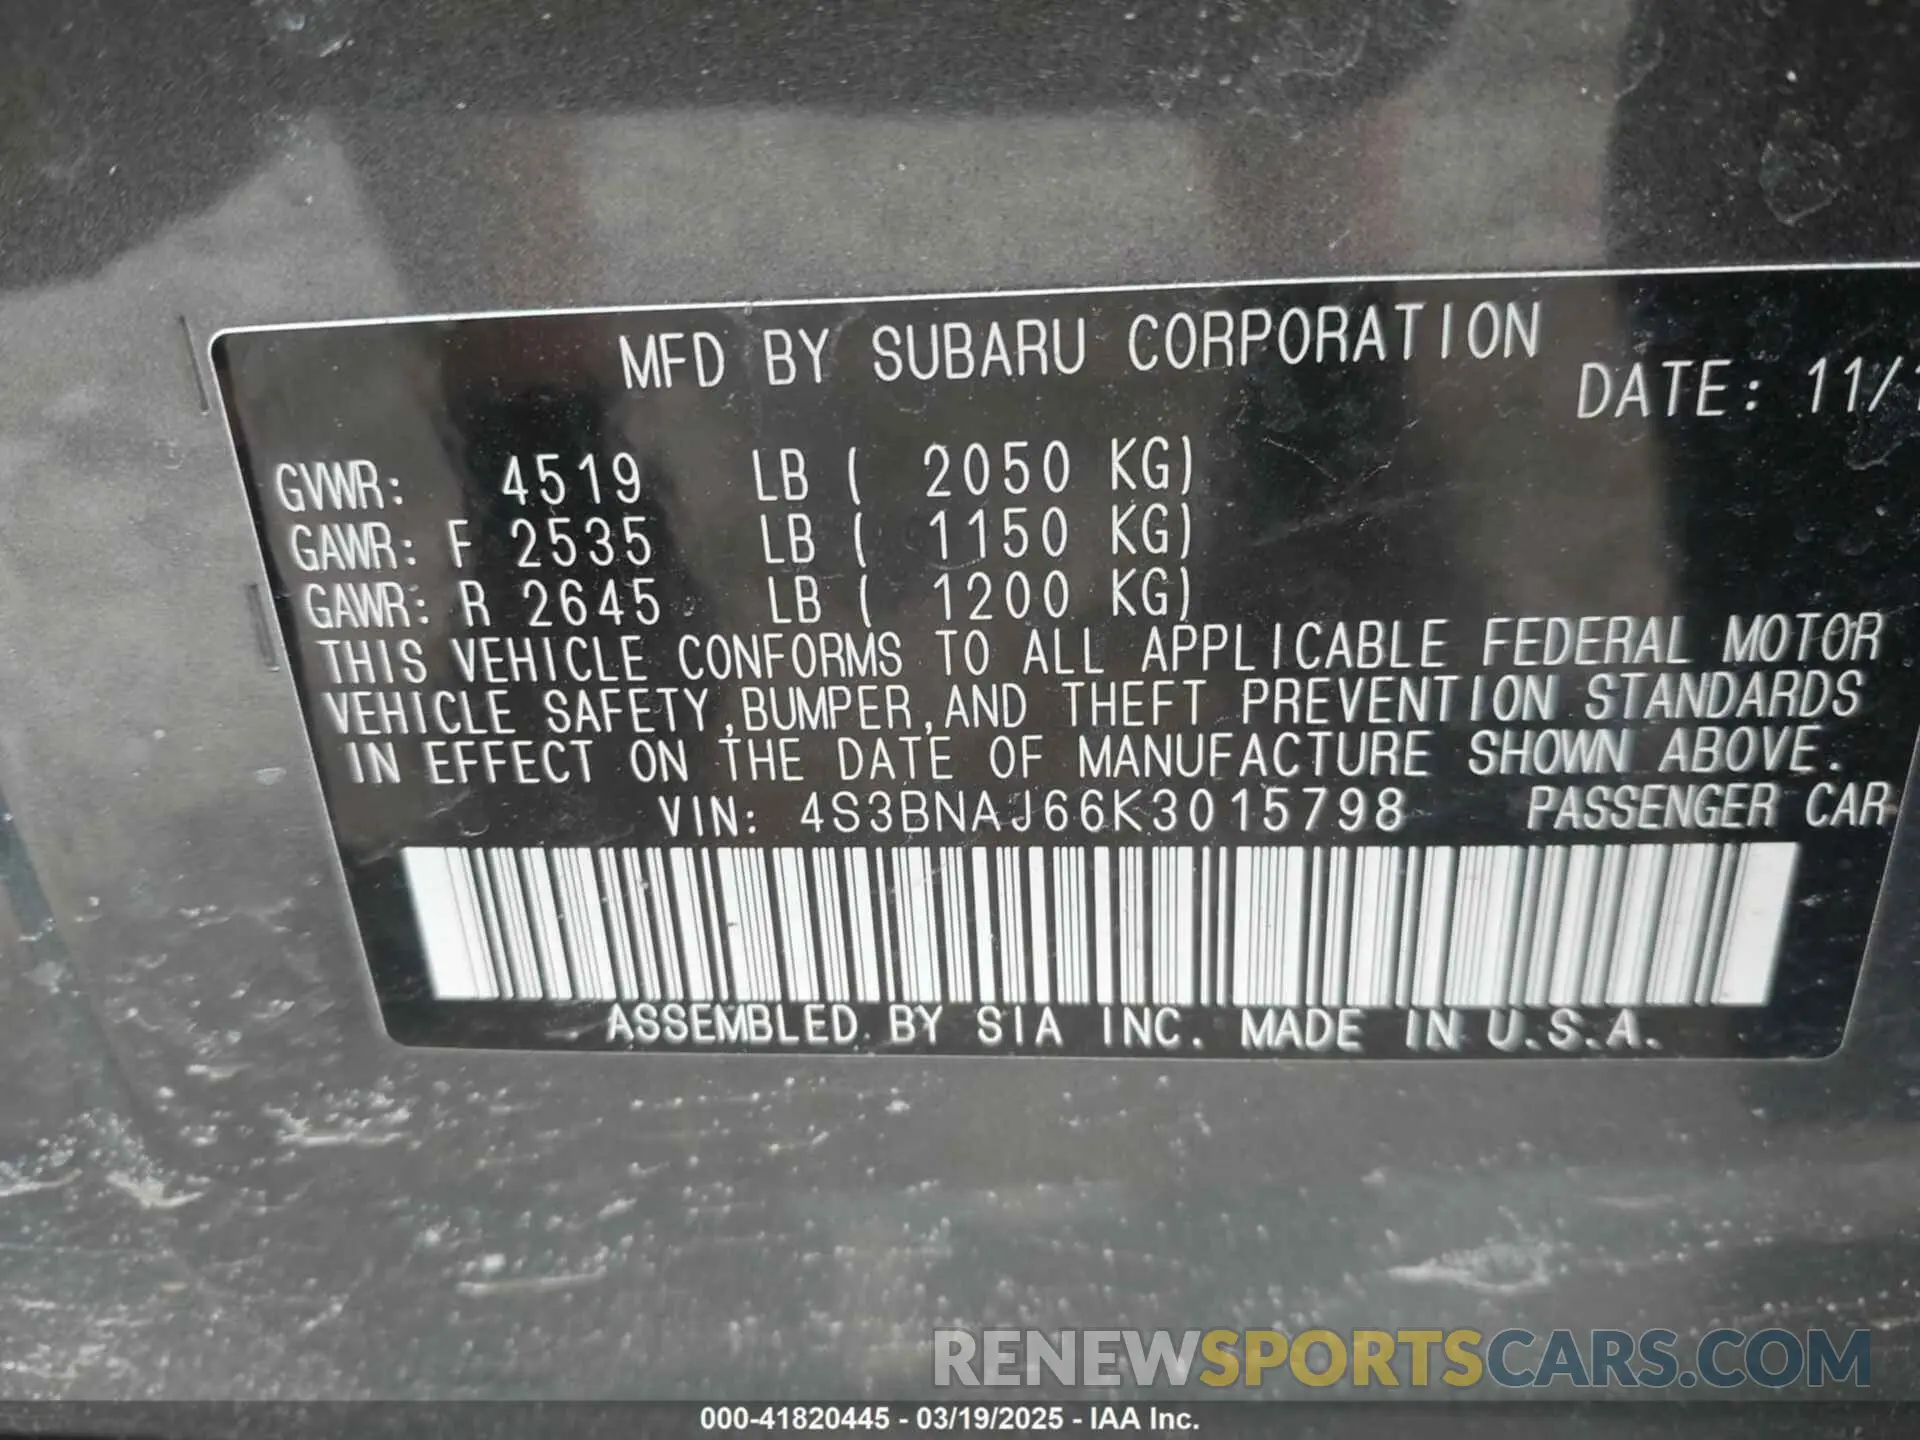 MFD BY SUBARU CORPORATION
DATE: 11/
GVWR: 4519 LB ( 2050 KG)
GAWR: F 2535 LB ( 1150 KG)
GAWR: R 2645 LB ( 1200 KG)
THIS VEHICLE CONFORMS TO ALL APPLICABLE FEDERAL MOTOR
VEHICLE SAFETY,BUMPER,AND THEFT PREVENTION STANDARDS
IN EFFECT ON THE DATE OF MANUFACTURE SHOWN ABOVE.
VIN: 4S3BNAJ66K3015798 PASSENGER CAR
ASSEMBLED BY SIA INC. MADE IN U.S.A.
RENEWSPORTSCARS.COM
000-41820445 - 03/19/2025 - IAA Inc.